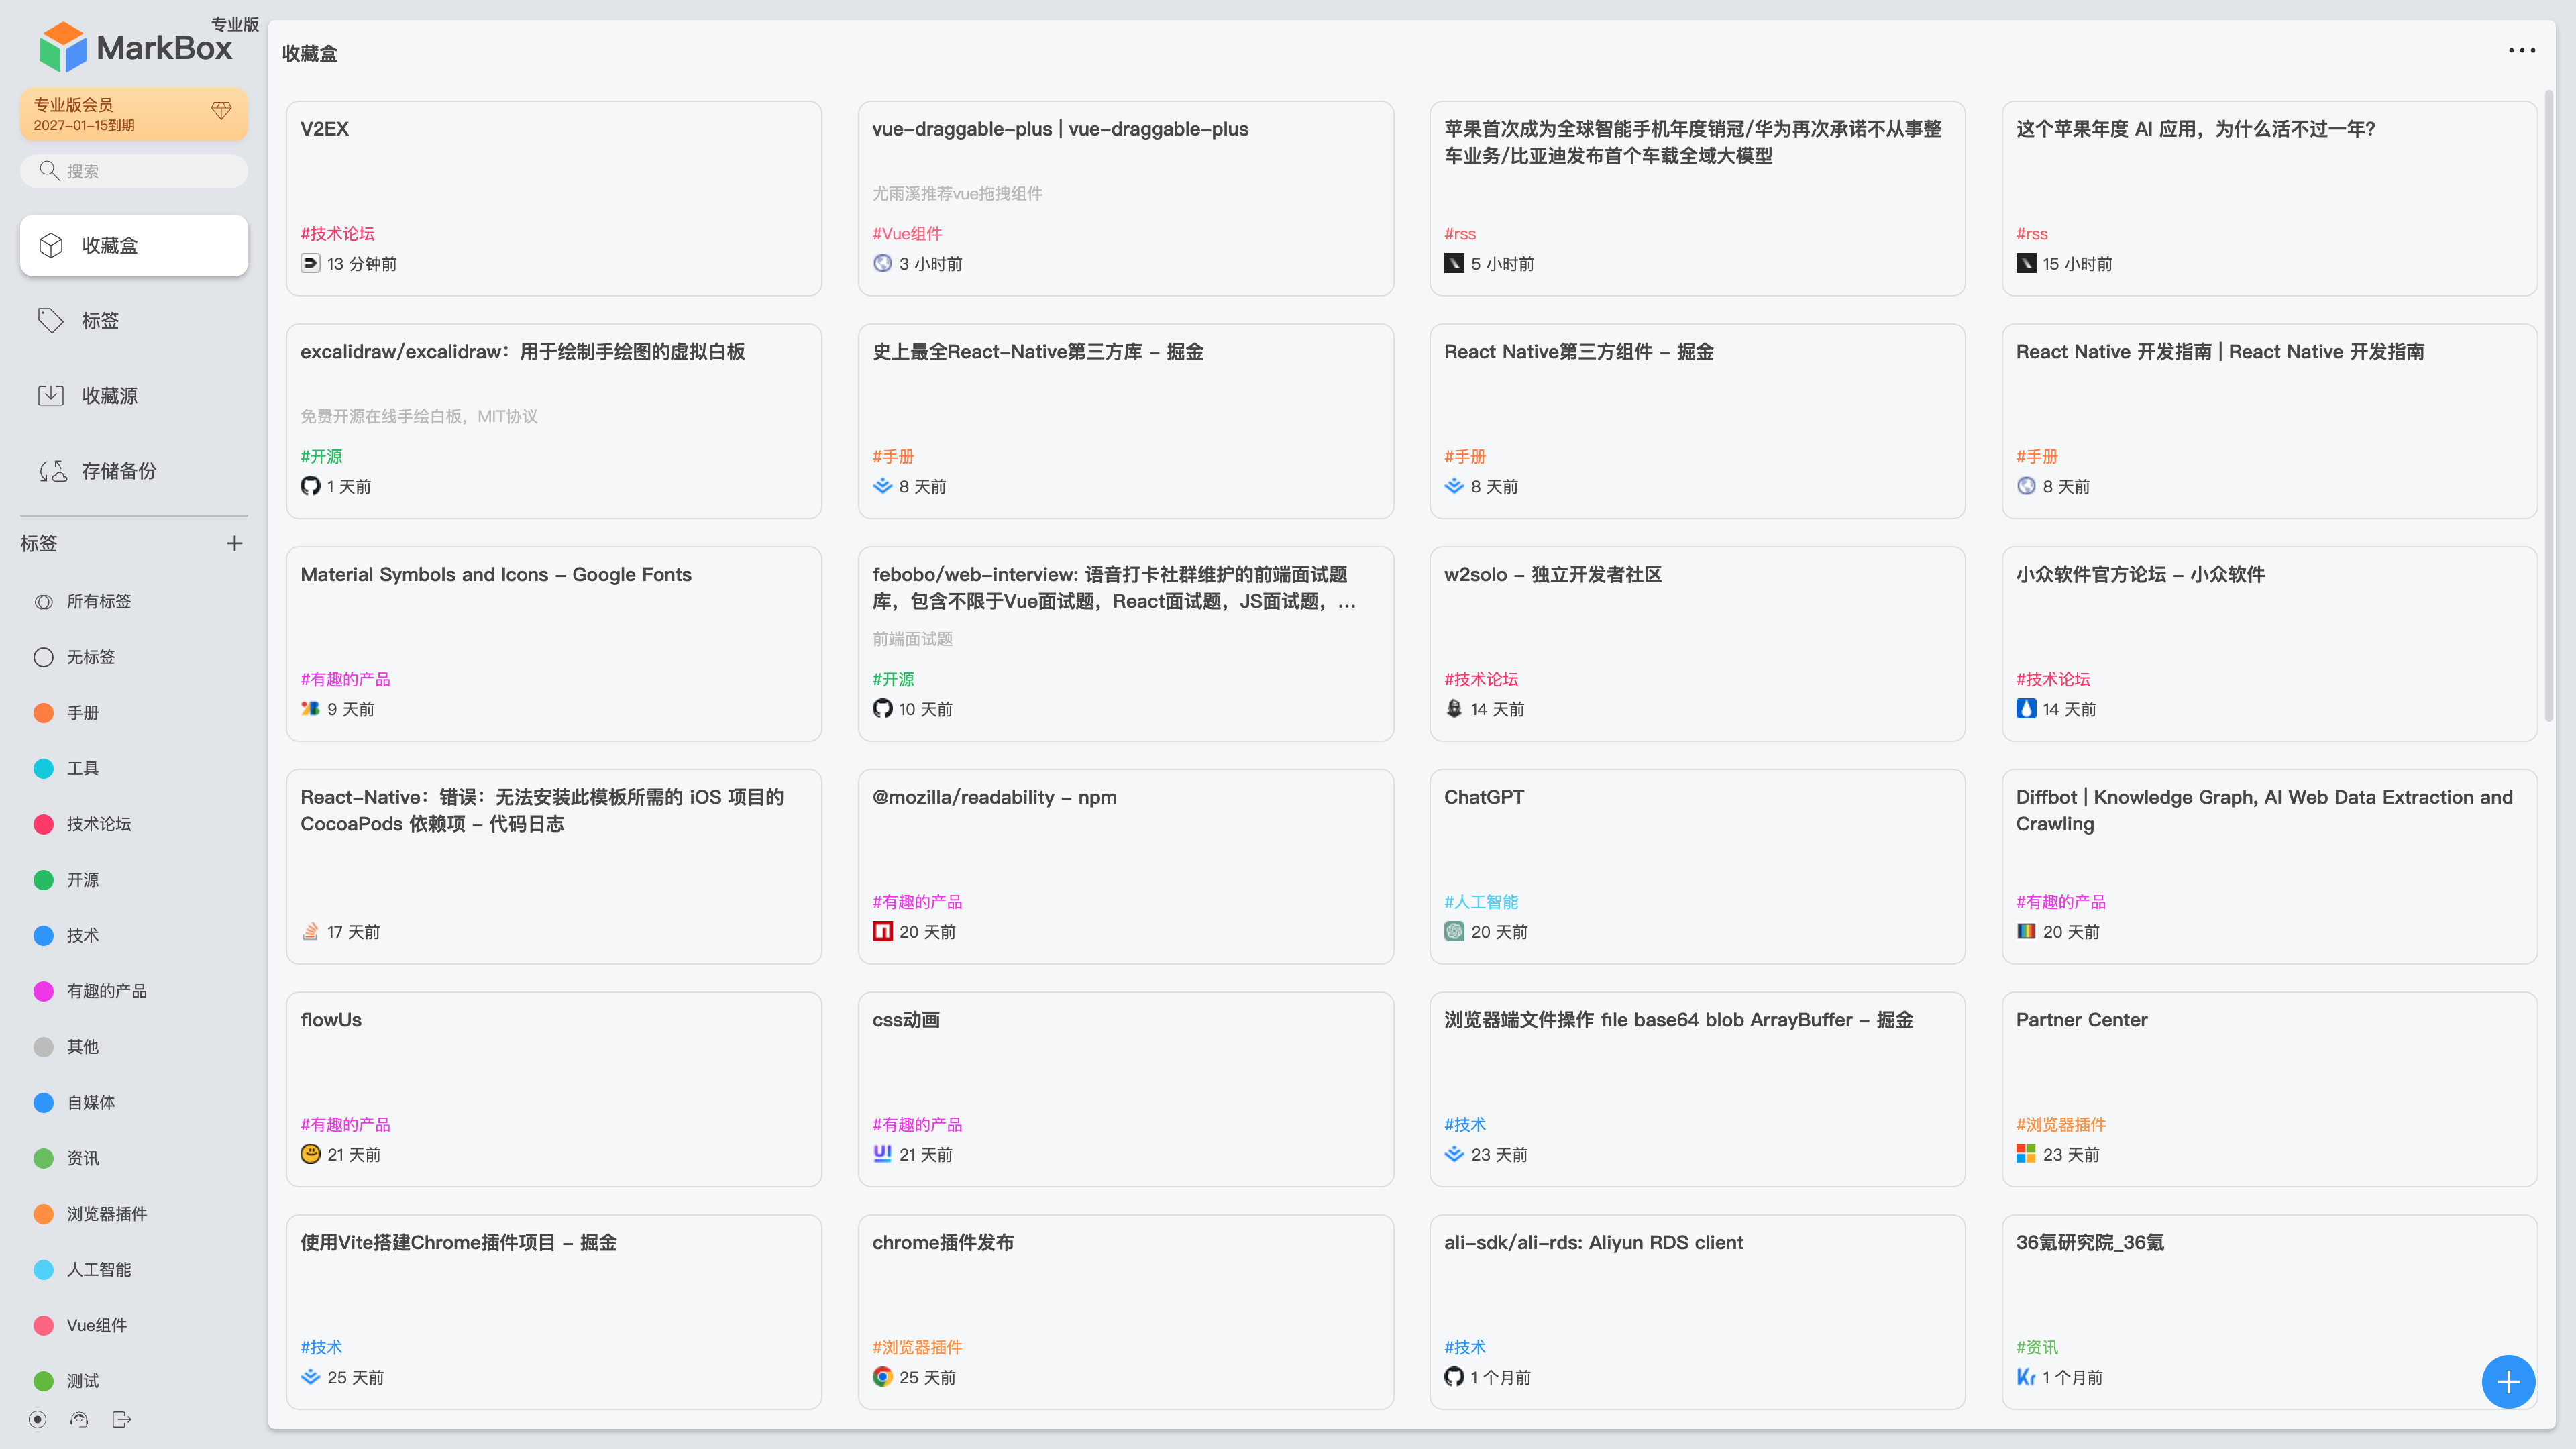 专业版
MarkBox
专业版会员
2027-01-15到期
搜索
收藏盒
标签
收藏源
存储备份
标签
所有标签
无标签
手册
工具
技术论坛
开源
技术
有趣的产品
其他
自媒体
资讯
浏览器插件
人工智能
Vue组件
测试
收藏盒
V2EX
#技术论坛
13 分钟前
vue-draggable-plus | vue-draggable-plus
尤雨溪推荐vue拖拽组件
#Vue组件
3 小时前
苹果首次成为全球智能手机年度销冠/华为再次承诺不从事整
车业务/比亚迪发布首个车载全域大模型
#rss
5 小时前
这个苹果年度 AI 应用，为什么活不过一年?
#rss
15 小时前
excalidraw/excalidraw：用于绘制手绘图的虚拟白板
免费开源在线手绘白板，MIT协议
#开源
1 天前
史上最全React-Native第三方库 - 掘金
#手册
8 天前
React Native第三方组件 - 掘金
#手册
8 天前
React Native 开发指南 | React Native 开发指南
#手册
8 天前
Material Symbols and Icons - Google Fonts
#有趣的产品
9 天前
febobo/web-interview: 语音打卡社群维护的前端面试题
库，包含不限于Vue面试题，React面试题，JS面试题，...
前端面试题
#开源
10 天前
w2solo - 独立开发者社区
#技术论坛
14 天前
小众软件官方论坛 - 小众软件
#技术论坛
14 天前
React-Native：错误：无法安装此模板所需的 iOS 项目的
CocoaPods 依赖项 - 代码日志
17 天前
@mozilla/readability - npm
#有趣的产品
20 天前
ChatGPT
#人工智能
20 天前
Diffbot | Knowledge Graph, AI Web Data Extraction and
Crawling
#有趣的产品
20 天前
flowUs
#有趣的产品
21 天前
css动画
#有趣的产品
21 天前
浏览器端文件操作 file base64 blob ArrayBuffer - 掘金
#技术
23 天前
Partner Center
#浏览器插件
23 天前
使用Vite搭建Chrome插件项目 - 掘金
#技术
25 天前
chrome插件发布
#浏览器插件
25 天前
ali-sdk/ali-rds: Aliyun RDS client
#技术
1 个月前
36氪研究院_36氪
#资讯
1 个月前